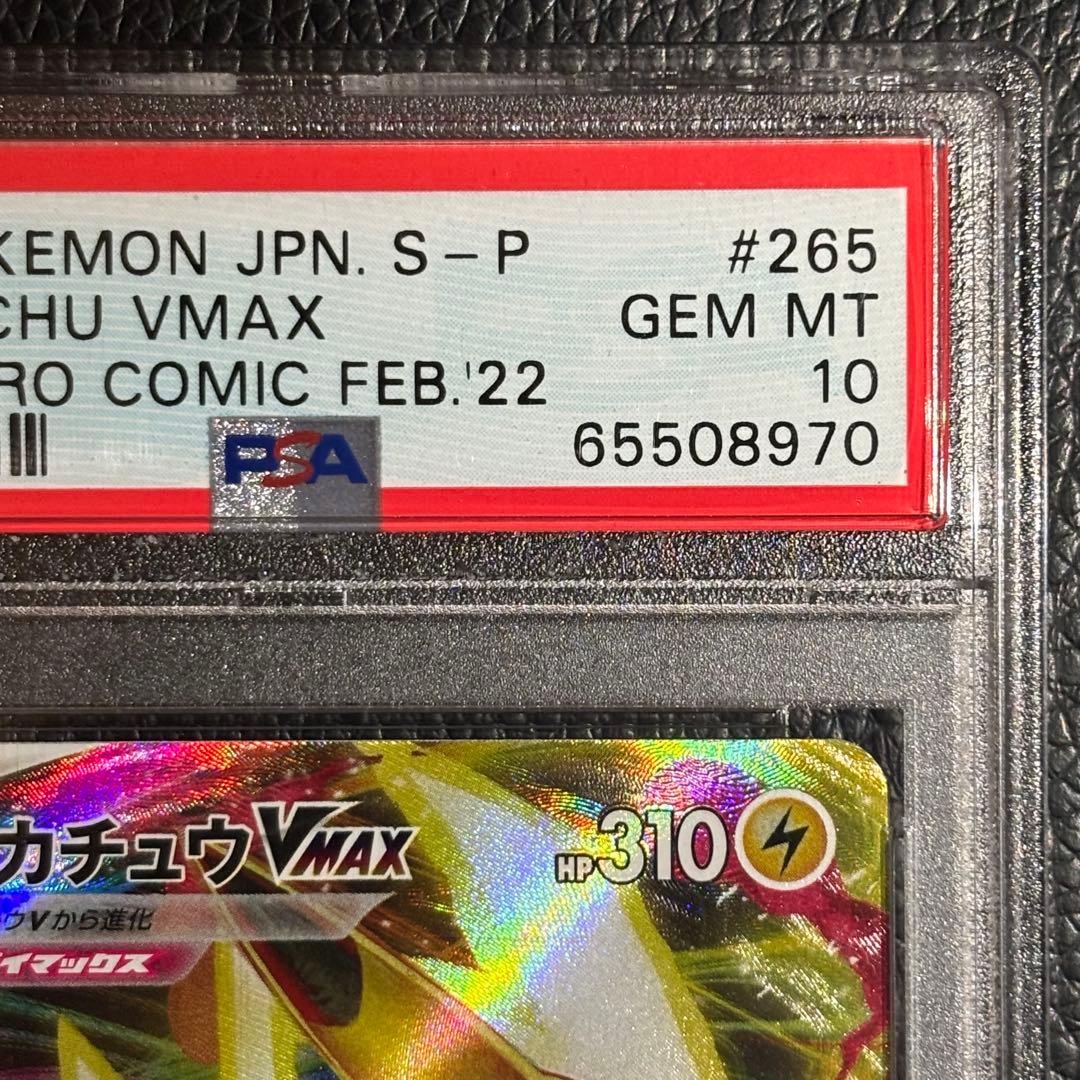 KEMON JPN. S-P #265
CHU VMAX GEM MT
RO COMIC FEB.'22 10
PSA 65508970
カチュウVMAX HP310
ウVから進化
イマックス